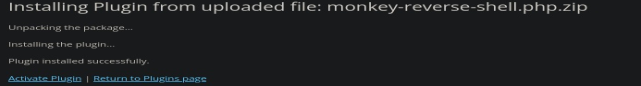 Installing Plugin from uploaded file: monkey-reverse-shell.php.zip
Unpacking the package...
Installing the plugin...
Plugin installed successfully.
Activate Plugin | Return to Plugins page